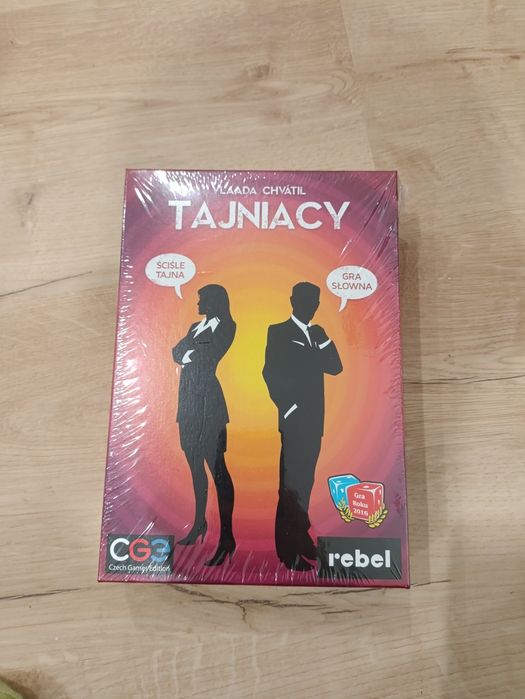 VLAADA CHVÁTIL
TAJNIACY
ŚCIŚLE
TAJNA
GRA
SŁOWNA
Gra
Roku
2016
CGE
Czech Games Edition
rebel